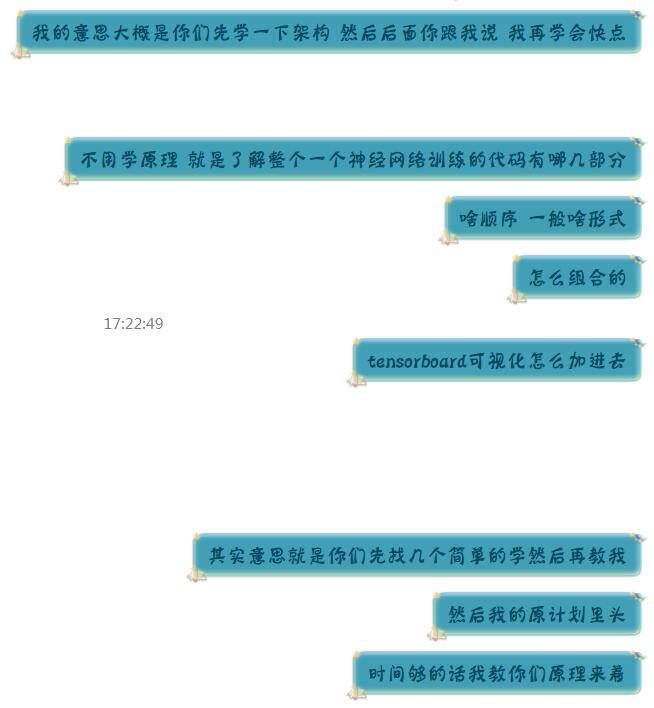 我的意思大概是你们先学一下架构 然后后面你跟我说 我再学会快点
不用学原理 就是了解整个一个神经网络训练的代码有哪几部分
啥顺序 一般啥形式
怎么组合的
17:22:49
tensorboard可视化怎么加进去
其实意思就是你们先找几个简单的学然后再教我
然后我的原计划里头
时间够的话我教你们原理来着